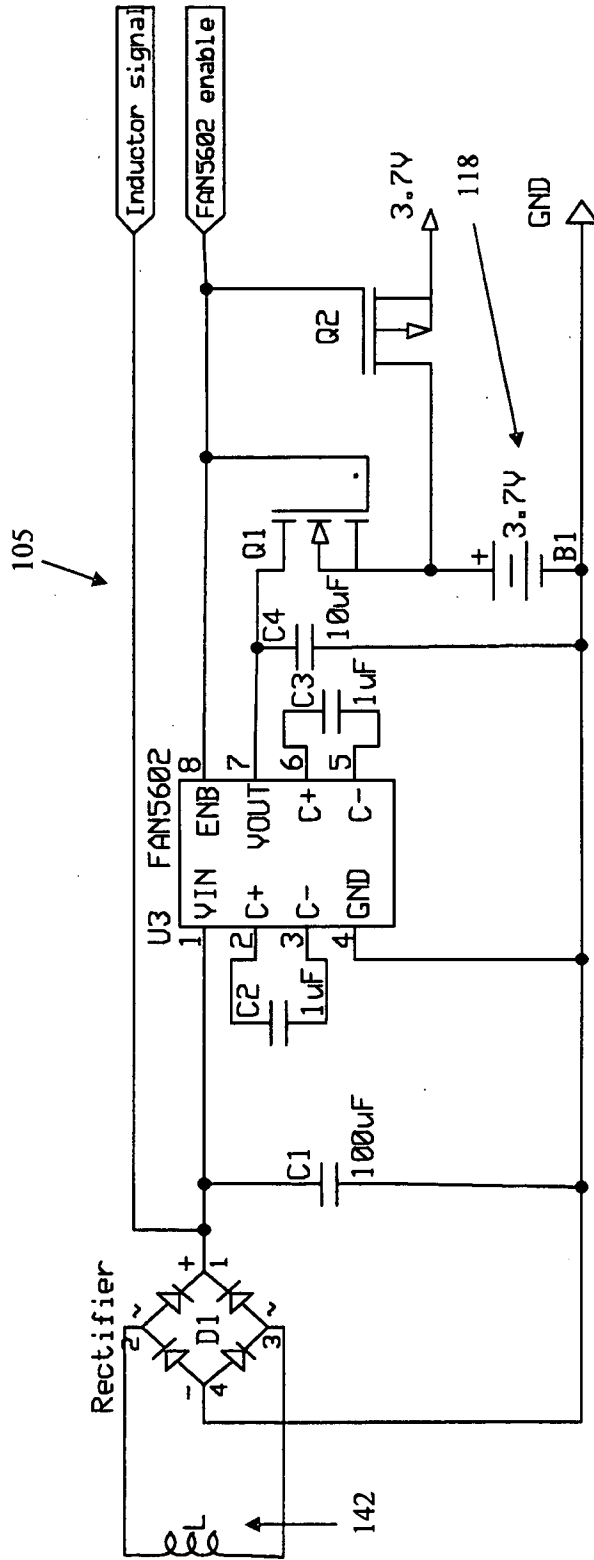 105
Inductor signal
FAN5602 enable
Rectifier
2
~
+
1
D1
-
4
3
~
L
142
C1
100uF
U3 FAN5602
1
VIN
2
C+
3
C-
4
GND
8
ENB
7
VOUT
6
C+
5
C-
C2
1uF
C3
1uF
C4
10uF
Q1
Q2
+
3.7V
B1
3.7V
118
GND